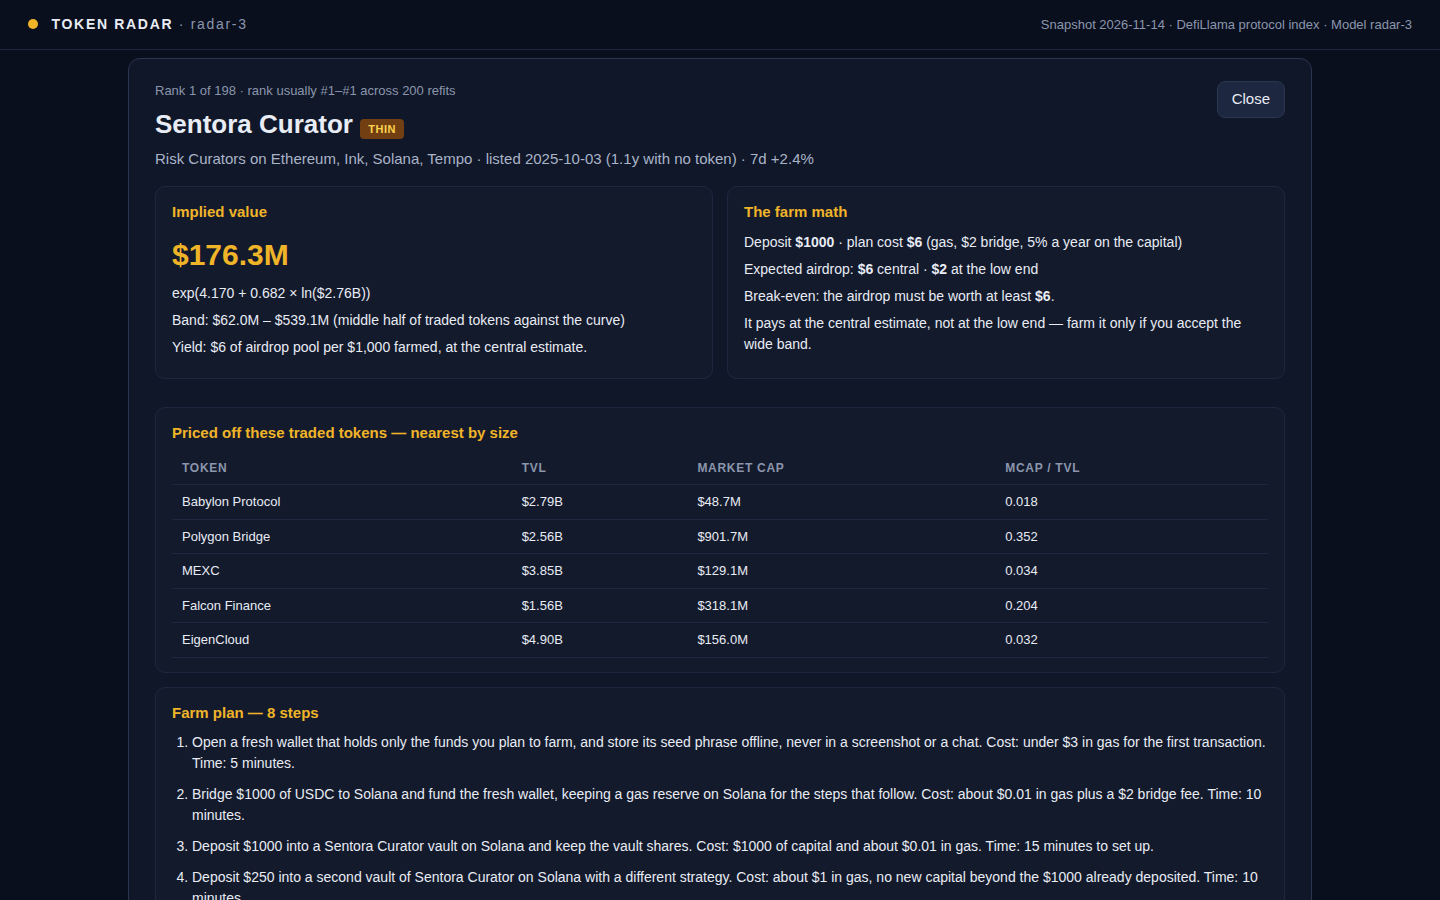 TOKEN RADAR · radar-3
Snapshot 2026-11-14 · DefiLlama protocol index · Model radar-3
Rank 1 of 198 · rank usually #1–#1 across 200 refits
Close
Sentora Curator THIN
Risk Curators on Ethereum, Ink, Solana, Tempo · listed 2025-10-03 (1.1y with no token) · 7d +2.4%
Implied value
$176.3M
exp(4.170 + 0.682 × ln($2.76B))
Band: $62.0M – $539.1M (middle half of traded tokens against the curve)
Yield: $6 of airdrop pool per $1,000 farmed, at the central estimate.
The farm math
Deposit $1000 · plan cost $6 (gas, $2 bridge, 5% a year on the capital)
Expected airdrop: $6 central · $2 at the low end
Break-even: the airdrop must be worth at least $6.
It pays at the central estimate, not at the low end — farm it only if you accept the
wide band.
Priced off these traded tokens — nearest by size
TOKEN TVL MARKET CAP MCAP / TVL
Babylon Protocol $2.79B $48.7M 0.018
Polygon Bridge $2.56B $901.7M 0.352
MEXC $3.85B $129.1M 0.034
Falcon Finance $1.56B $318.1M 0.204
EigenCloud $4.90B $156.0M 0.032
Farm plan — 8 steps
1. Open a fresh wallet that holds only the funds you plan to farm, and store its seed phrase offline, never in a screenshot or a chat. Cost: under $3 in gas for the first transaction.
Time: 5 minutes.
2. Bridge $1000 of USDC to Solana and fund the fresh wallet, keeping a gas reserve on Solana for the steps that follow. Cost: about $0.01 in gas plus a $2 bridge fee. Time: 10
minutes.
3. Deposit $1000 into a Sentora Curator vault on Solana and keep the vault shares. Cost: $1000 of capital and about $0.01 in gas. Time: 15 minutes to set up.
4. Deposit $250 into a second vault of Sentora Curator on Solana with a different strategy. Cost: about $1 in gas, no new capital beyond the $1000 already deposited. Time: 10
minutes.